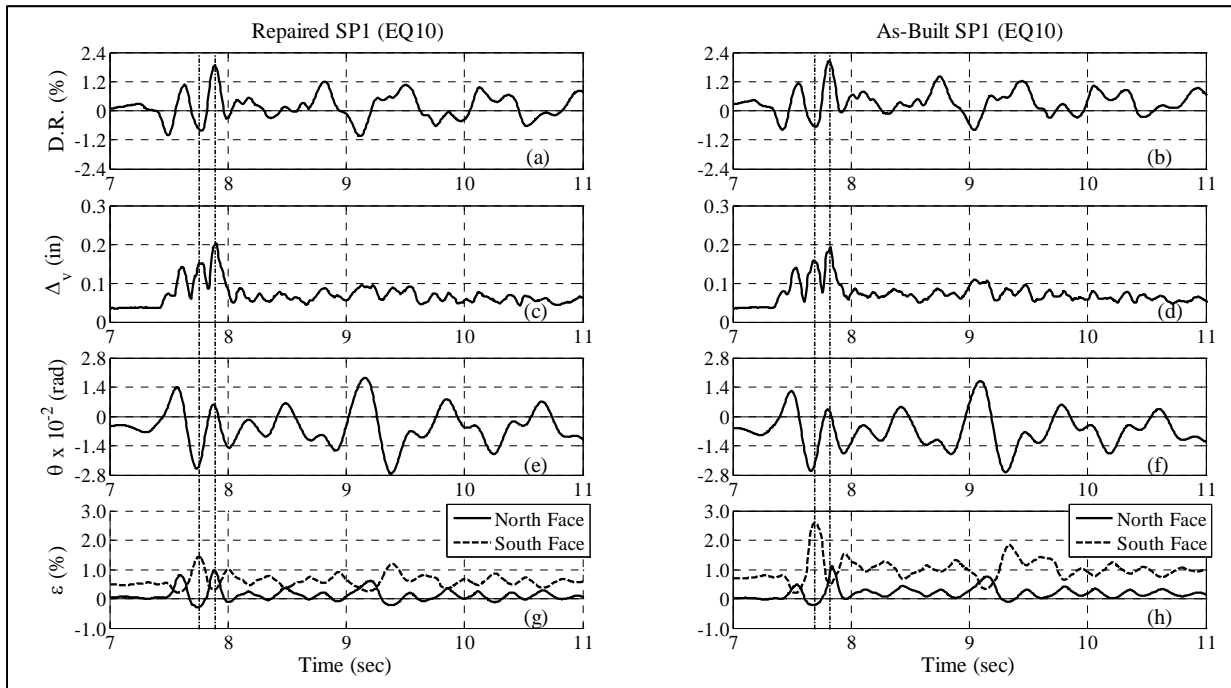 Repaired SP1 (EQ10)
D.R. (%)
2.4
1.2
0
-1.2
-2.4
(a)
7 8 9 10 11
Δv (in)
0.3
0.2
0.1
0
(c)
7 8 9 10 11
θ x 10-2 (rad)
2.8
1.4
0
-1.4
-2.8
(e)
7 8 9 10 11
ε (%)
3.0
2.0
1.0
0
-1.0
North Face
South Face
(g)
7 8 9 10 11
Time (sec)
As-Built SP1 (EQ10)
2.4
1.2
0
-1.2
-2.4
(b)
7 8 9 10 11
0.3
0.2
0.1
0
(d)
7 8 9 10 11
2.8
1.4
0
-1.4
-2.8
(f)
7 8 9 10 11
3.0
2.0
1.0
0
-1.0
North Face
South Face
(h)
7 8 9 10 11
Time (sec)